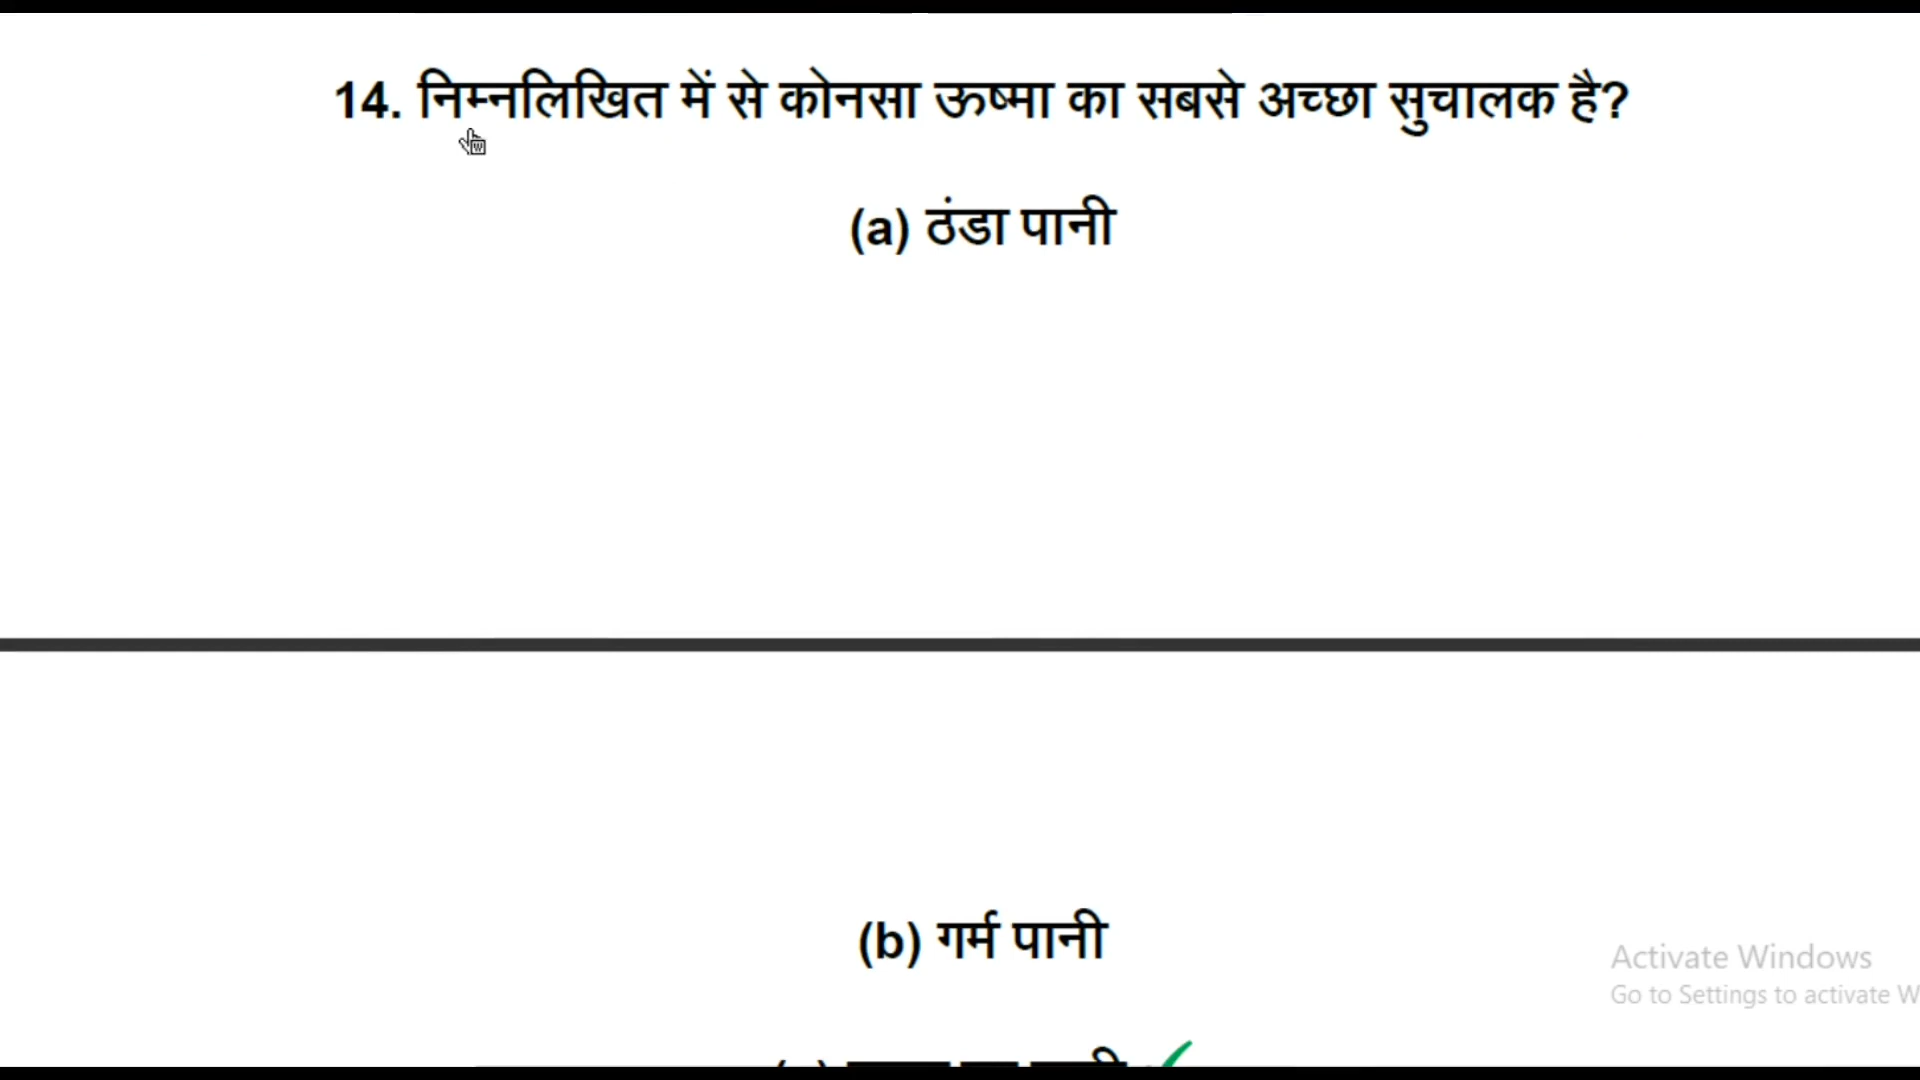 14. निम्नलिखित में से कोनसा ऊष्मा का सबसे अच्छा सुचालक है?
(a) ठंडा पानी
(b) गर्म पानी
Activate Windows
Go to Settings to activate W